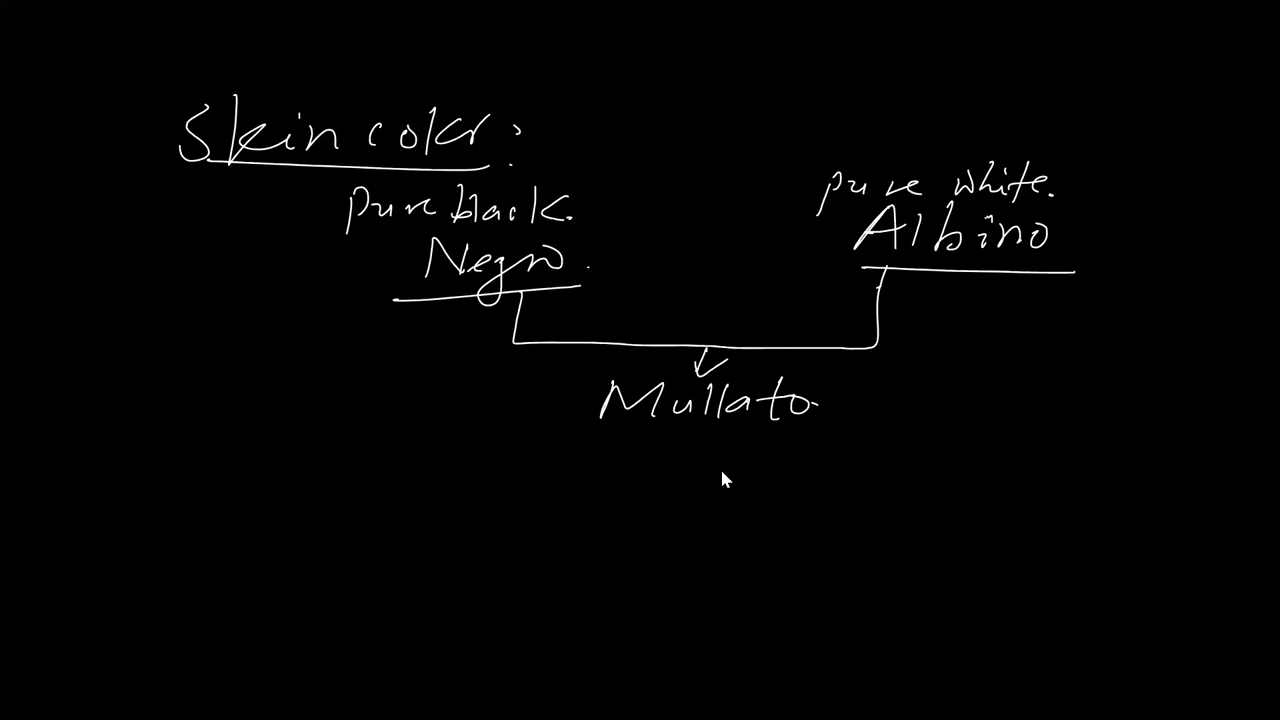 Skin color:
pure black.
Negro.
pure white.
Albino
Mullato